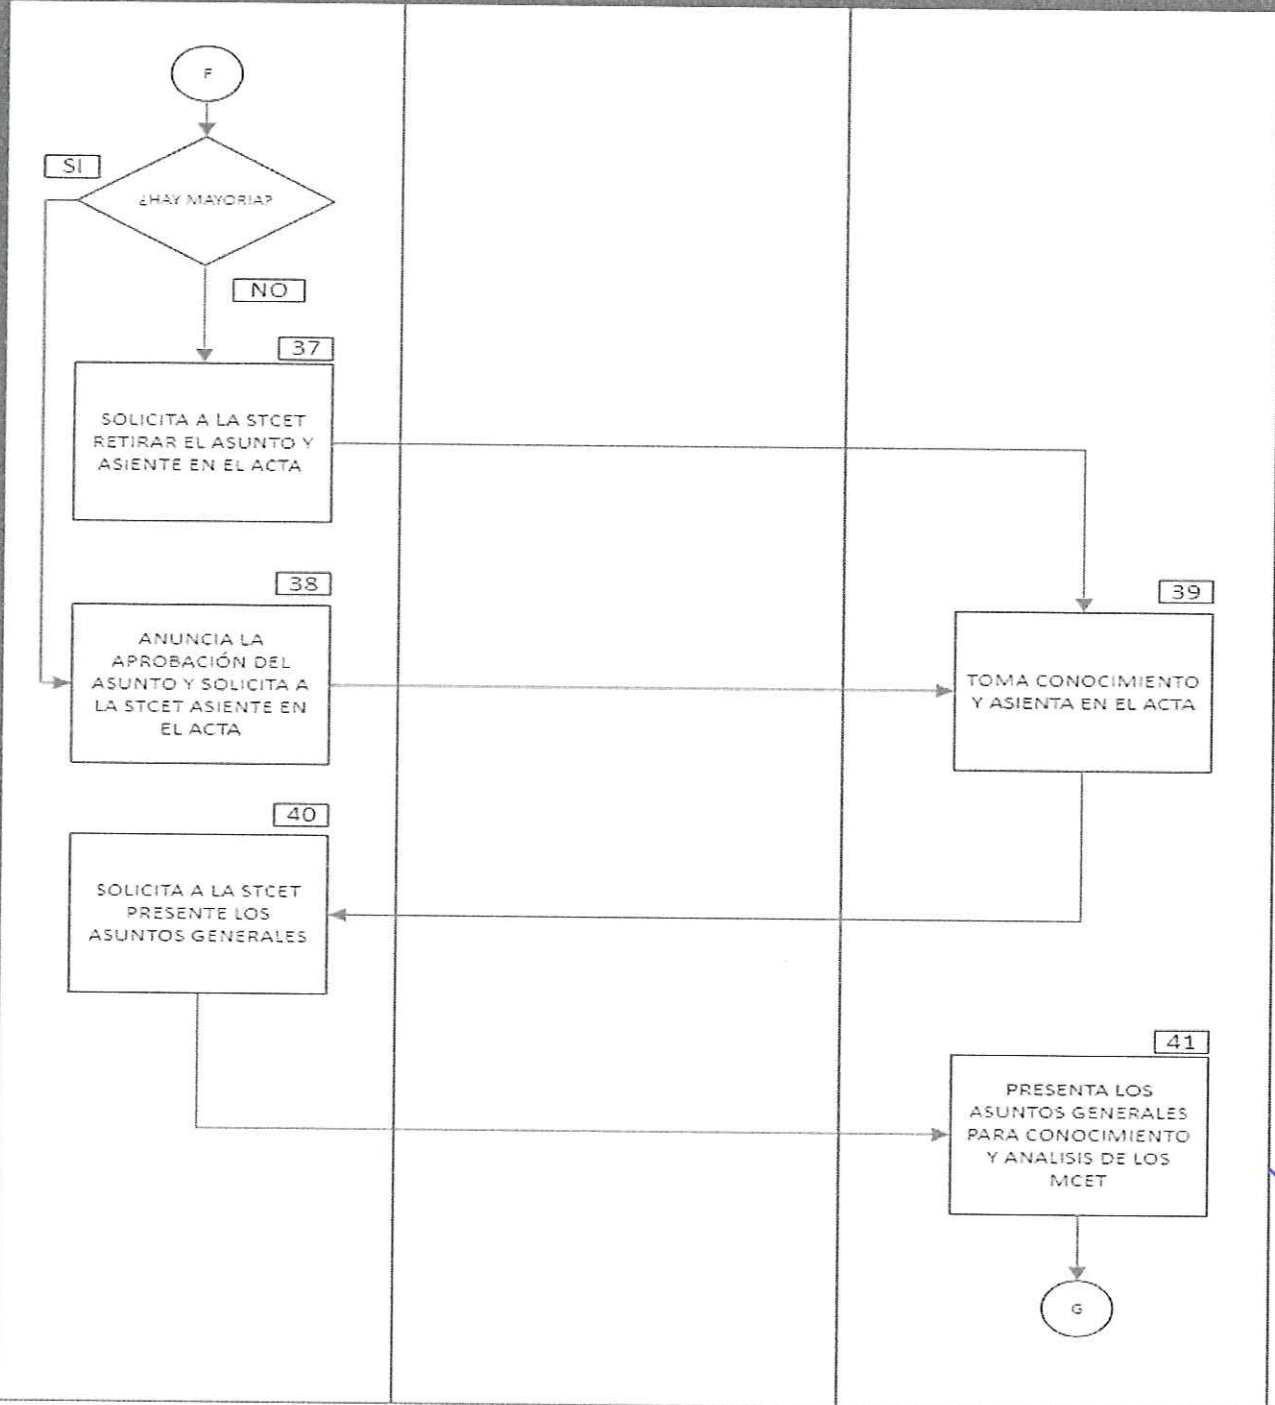 F
SI
¿HAY MAYORIA?
NO
37
SOLICITA A LA STCET
RETIRAR EL ASUNTO Y
ASIENTE EN EL ACTA
38
ANUNCIA LA
APROBACIÓN DEL
ASUNTO Y SOLICITA A
LA STCET ASIENTE EN
EL ACTA
39
TOMA CONOCIMIENTO
Y ASIENTA EN EL ACTA
40
SOLICITA A LA STCET
PRESENTE LOS
ASUNTOS GENERALES
41
PRESENTA LOS
ASUNTOS GENERALES
PARA CONOCIMIENTO
Y ANALISIS DE LOS
MCET
G